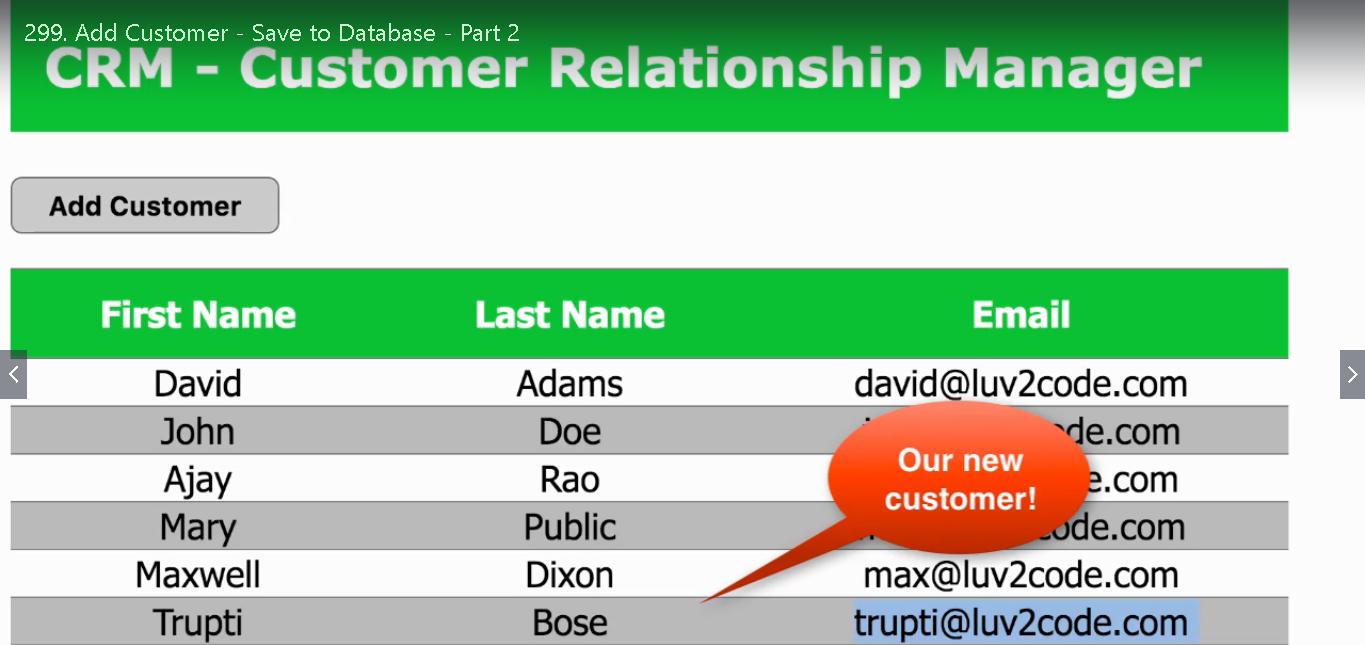 299. Add Customer - Save to Database - Part 2
CRM - Customer Relationship Manager
Add Customer
First Name Last Name Email
David Adams david@luv2code.com
John Doe
Ajay Rao
Mary Public
Maxwell Dixon max@luv2code.com
Trupti Bose trupti@luv2code.com
Our new
customer!